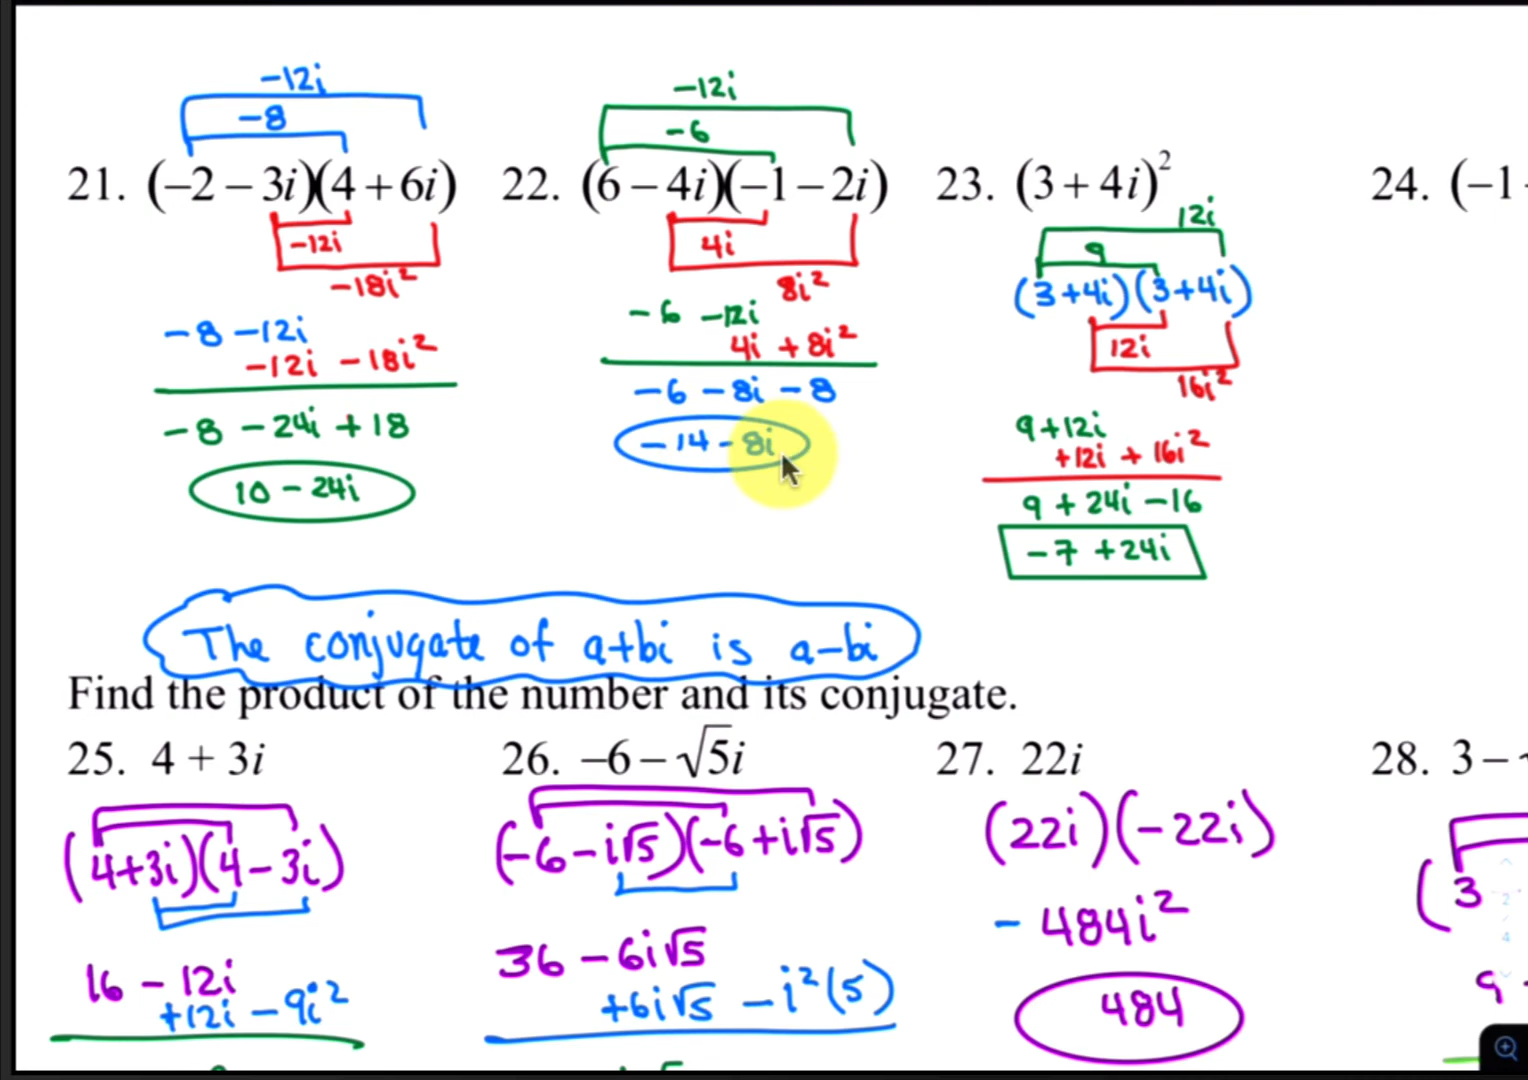 -12i
-8
21. (-2 - 3i)(4 + 6i)
-12i
-18i²
-8 -12i
-12i -18i²
-8 -24i +18
10 - 24i
-12i
-6
22. (6 - 4i)(-1 - 2i)
4i
8i²
-6 -12i
4i +8i²
-6 -8i -8
-14 - 8i
23. (3 + 4i)²
12i
9
(3+4i)(3+4i)
12i
16i²
9+12i
+12i + 16i²
9 + 24i -16
-7 +24i
24. (-1
The conjugate of a+bi is a-bi
Find the product of the number and its conjugate.
25. 4 + 3i
(4+3i)(4-3i)
16 - 12i
+12i - 9i²
26. -6 - √5i
(-6-i√5)(-6+i√5)
36 -6i√5
+6i√5 -i²(5)
27. 22i
(22i)(-22i)
-484i²
484
28. 3 -
(3
9
2
/
4